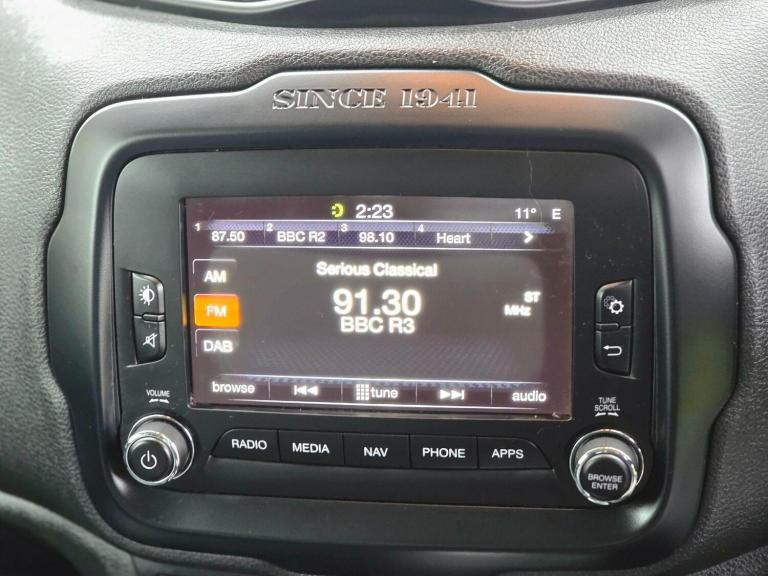 SINCE 1941
2:23 11° E
1 87.50 2 BBC R2 3 98.10 4 Heart
AM
Serious Classical
FM
91.30 ST
MHz
BBC R3
DAB
browse tune audio
VOLUME
TUNE
SCROLL
RADIO MEDIA NAV PHONE APPS
BROWSE
ENTER